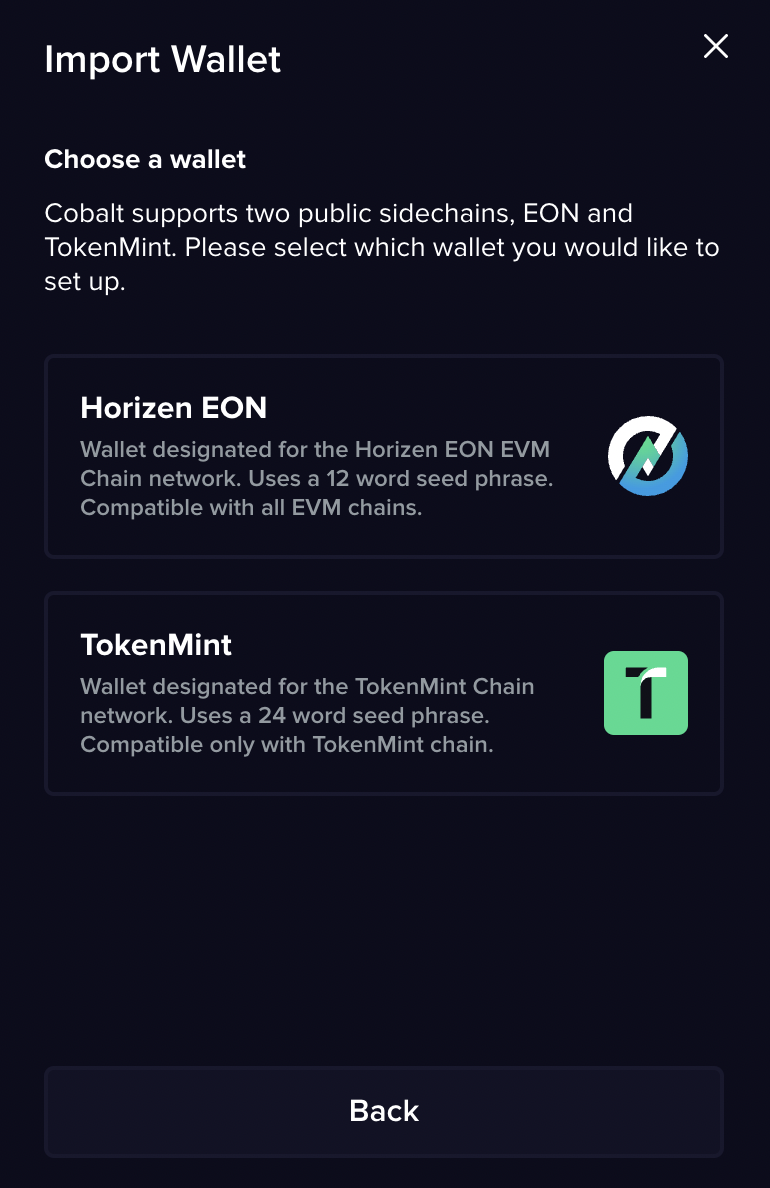 Import Wallet
Choose a wallet
Cobalt supports two public sidechains, EON and
TokenMint. Please select which wallet you would like to
set up.
Horizen EON
Wallet designated for the Horizen EON EVM
Chain network. Uses a 12 word seed phrase.
Compatible with all EVM chains.
TokenMint
Wallet designated for the TokenMint Chain
network. Uses a 24 word seed phrase.
Compatible only with TokenMint chain.
Back